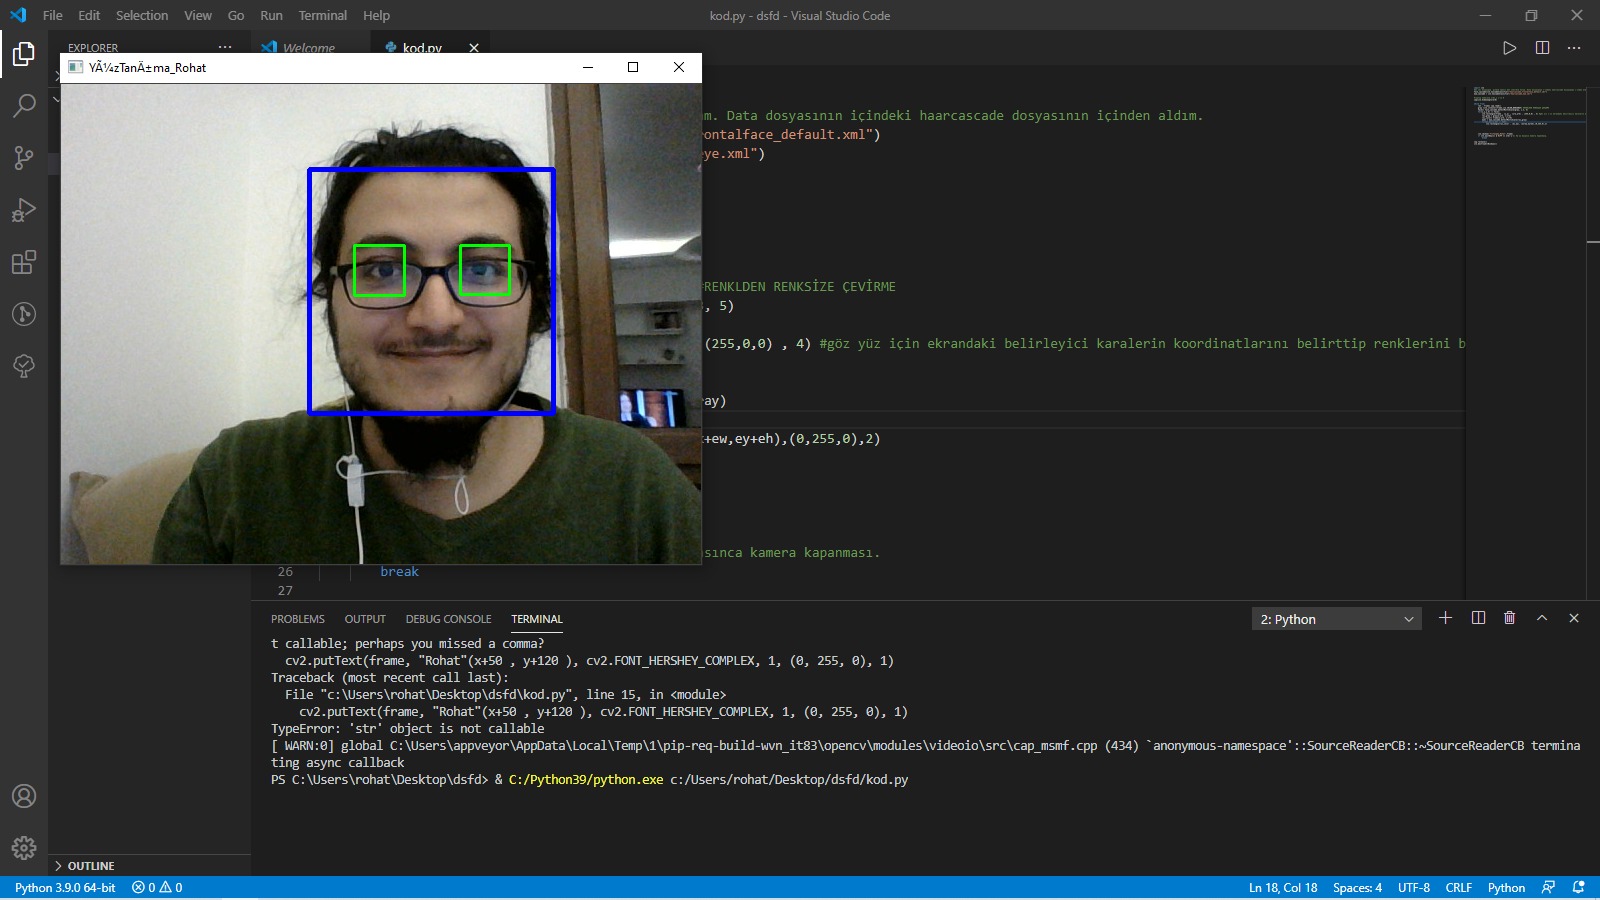 File Edit Selection View Go Run Terminal Help
kod.py - dsfd - Visual Studio Code
EXPLORER
Welcome
kod.py
YÃ¼zTanÄ±ma_Rohat
m. Data dosyasının içindeki haarcascade dosyasının içinden aldım.
ontalface_default.xml")
eye.xml")
RENKLDEN RENKSİZE ÇEVİRME
, 5)
(255,0,0) , 4) #göz yüz için ekrandaki belirleyici karalerin koordinatlarını belirttip renklerini b
ay)
+ew,ey+eh),(0,255,0),2)
sınca kamera kapanması.
26 break
27
PROBLEMS OUTPUT DEBUG CONSOLE TERMINAL
2: Python
t callable; perhaps you missed a comma?
cv2.putText(frame, "Rohat"(x+50 , y+120 ), cv2.FONT_HERSHEY_COMPLEX, 1, (0, 255, 0), 1)
Traceback (most recent call last):
File "c:\Users\rohat\Desktop\dsfd\kod.py", line 15, in <module>
cv2.putText(frame, "Rohat"(x+50 , y+120 ), cv2.FONT_HERSHEY_COMPLEX, 1, (0, 255, 0), 1)
TypeError: 'str' object is not callable
[ WARN:0] global C:\Users\appveyor\AppData\Local\Temp\1\pip-req-build-wvn_it83\opencv\modules\videoio\src\cap_msmf.cpp (434) `anonymous-namespace'::SourceReaderCB::~SourceReaderCB termina
ting async callback
PS C:\Users\rohat\Desktop\dsfd> & C:/Python39/python.exe c:/Users/rohat/Desktop/dsfd/kod.py
OUTLINE
Python 3.9.0 64-bit 0 0 Ln 18, Col 18 Spaces: 4 UTF-8 CRLF Python